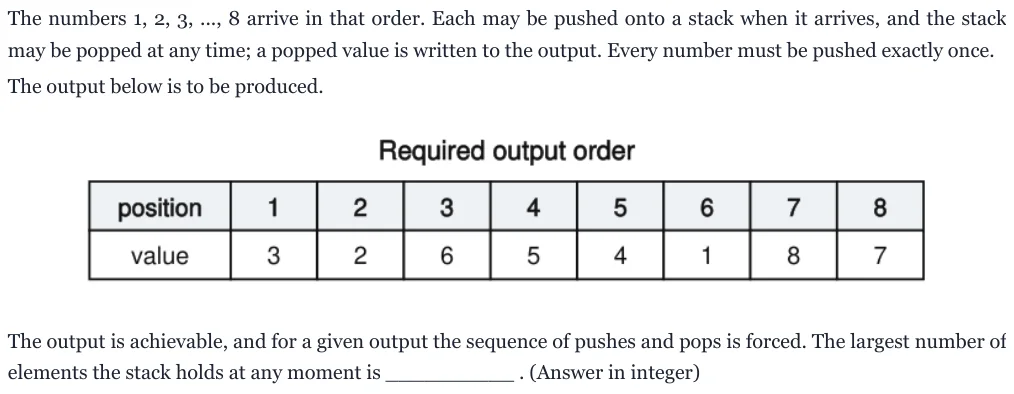 The numbers 1, 2, 3, ..., 8 arrive in that order. Each may be pushed onto a stack when it arrives, and the stack
may be popped at any time; a popped value is written to the output. Every number must be pushed exactly once.
The output below is to be produced.
Required output order
position 1 2 3 4 5 6 7 8
value 3 2 6 5 4 1 8 7
The output is achievable, and for a given output the sequence of pushes and pops is forced. The largest number of
elements the stack holds at any moment is ____________ . (Answer in integer)